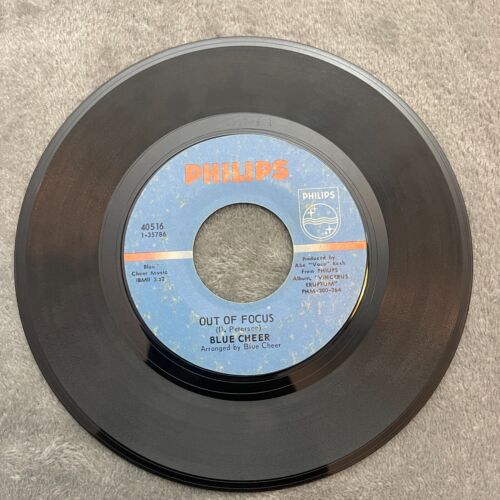 PHILIPS
PHILIPS
40516
1-35786
Blue
Cheer Music
(BMI) 3:52
Produced by
Abe "Voco" Kesh
From PHILIPS
Album, "VINCEBUS
ERUPTUM"
PHM-200-264
OUT OF FOCUS
(D. Peterson)
BLUE CHEER
Arranged by Blue Cheer